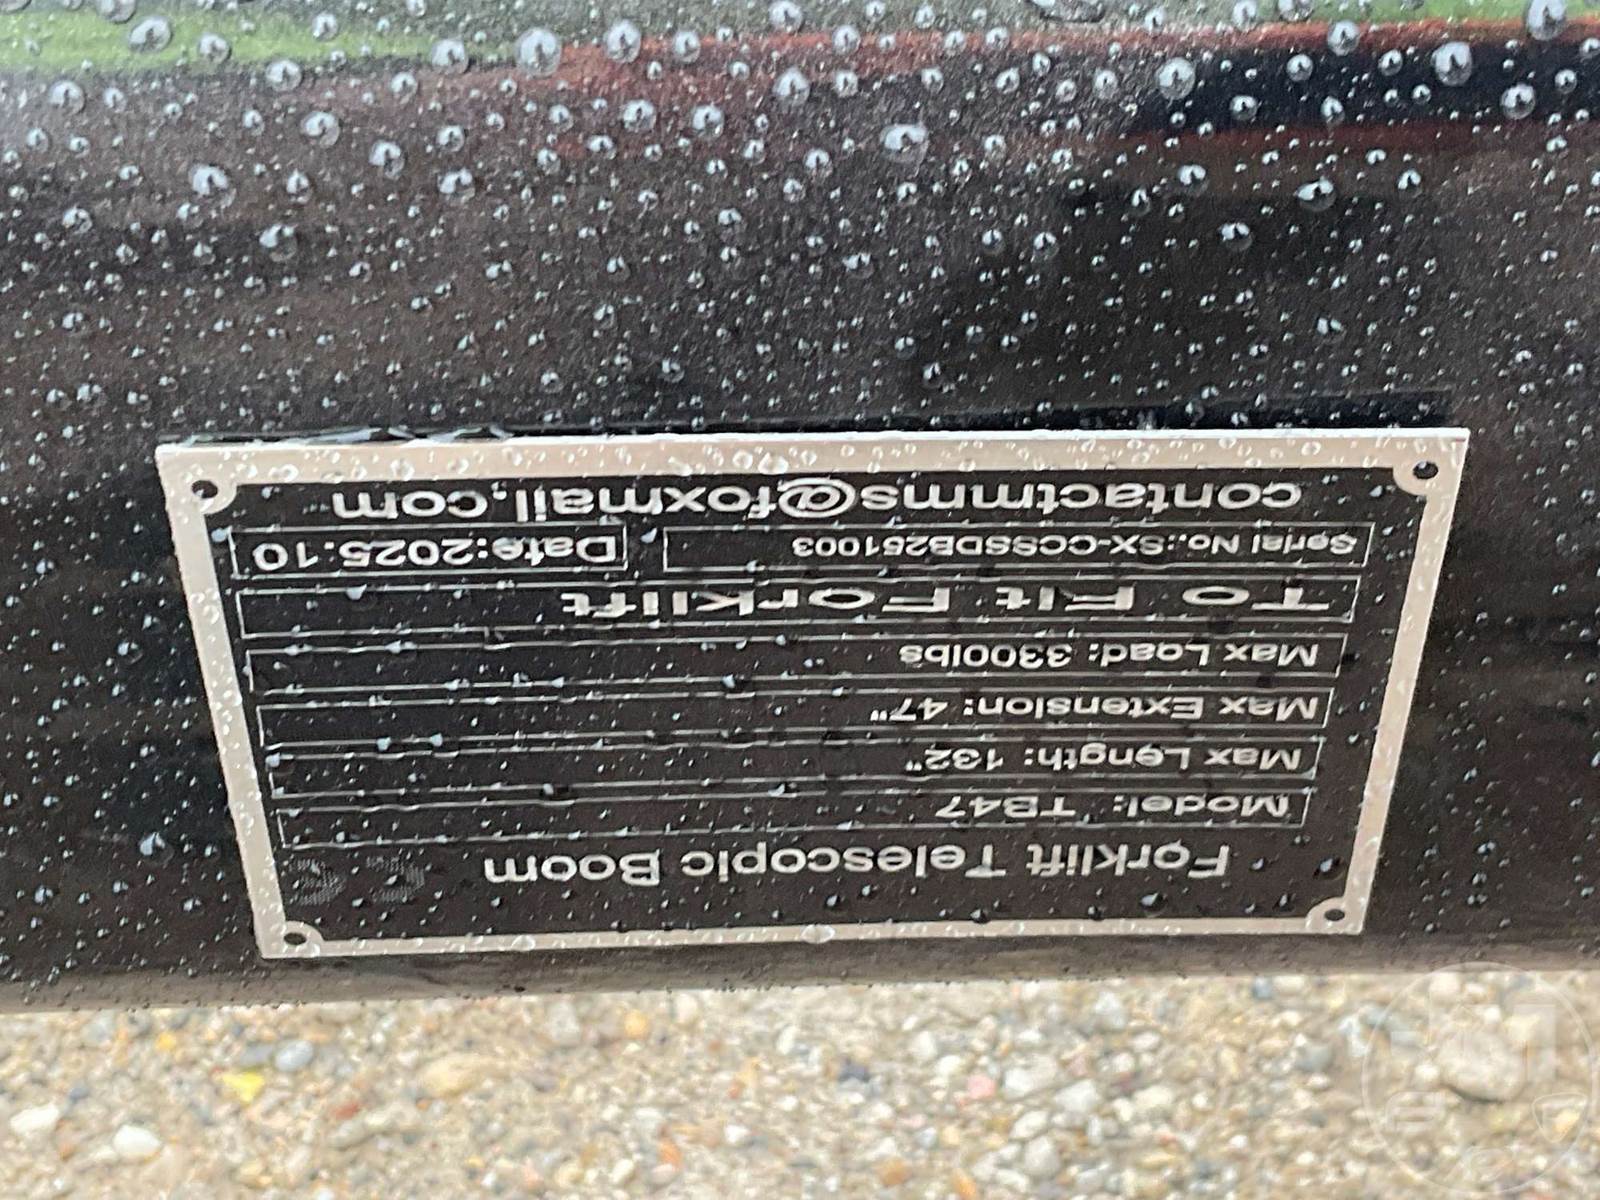 Forklift Telescopic Boom
Model: TB47
Max Length: 132"
Max Extension: 47"
Max Load: 3300lbs
To Fit Forklift
Serial No.:SX-CCSSDB251003 Date:2025.10
contactmms@foxmail.com